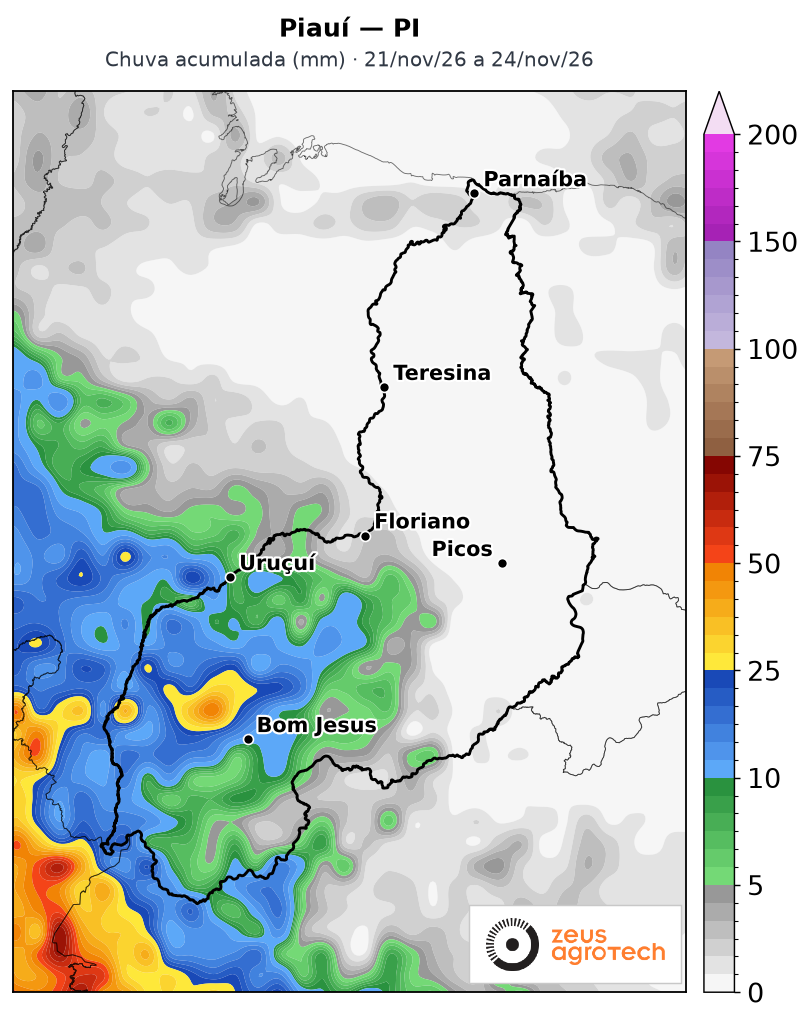 Piauí — PI
Chuva acumulada (mm) · 21/nov/26 a 24/nov/26
Parnaíba
Teresina
Floriano
Picos
Uruçuí
Bom Jesus
200
150
100
75
50
25
10
5
0
zeus
agrotech